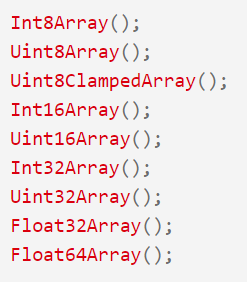 Int8Array();
Uint8Array();
Uint8ClampedArray();
Int16Array();
Uint16Array();
Int32Array();
Uint32Array();
Float32Array();
Float64Array();